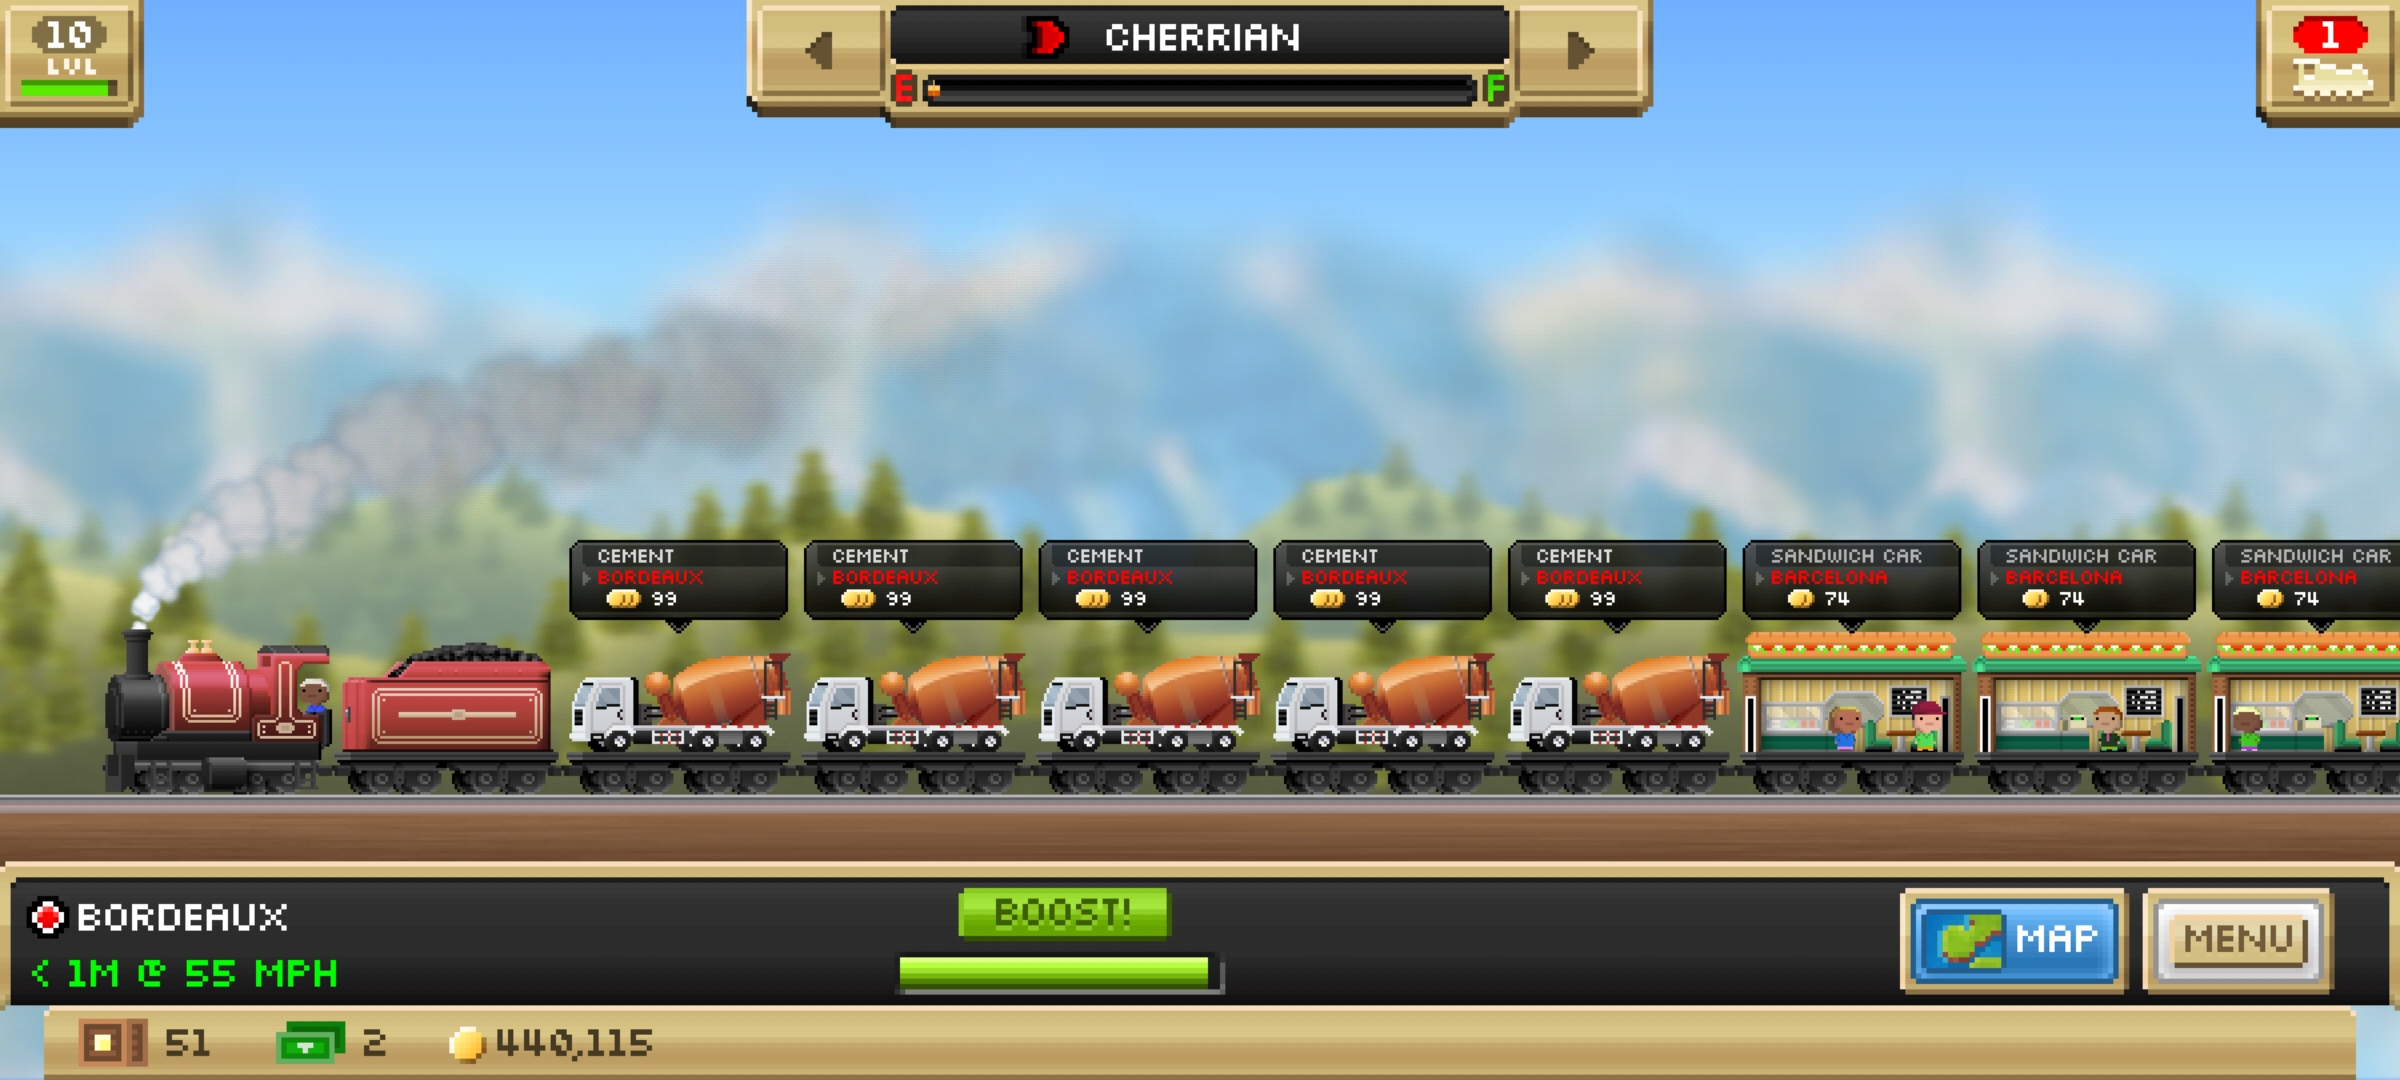 10
LVL
CHERRIAN
E F
1
CEMENT
BORDEAUX
99
CEMENT
BORDEAUX
99
CEMENT
BORDEAUX
99
CEMENT
BORDEAUX
99
CEMENT
BORDEAUX
99
SANDWICH CAR
BARCELONA
74
SANDWICH CAR
BARCELONA
74
SANDWICH CAR
BARCELONA
74
BORDEAUX
< 1M @ 55 MPH
BOOST!
MAP
MENU
51
2
440,115